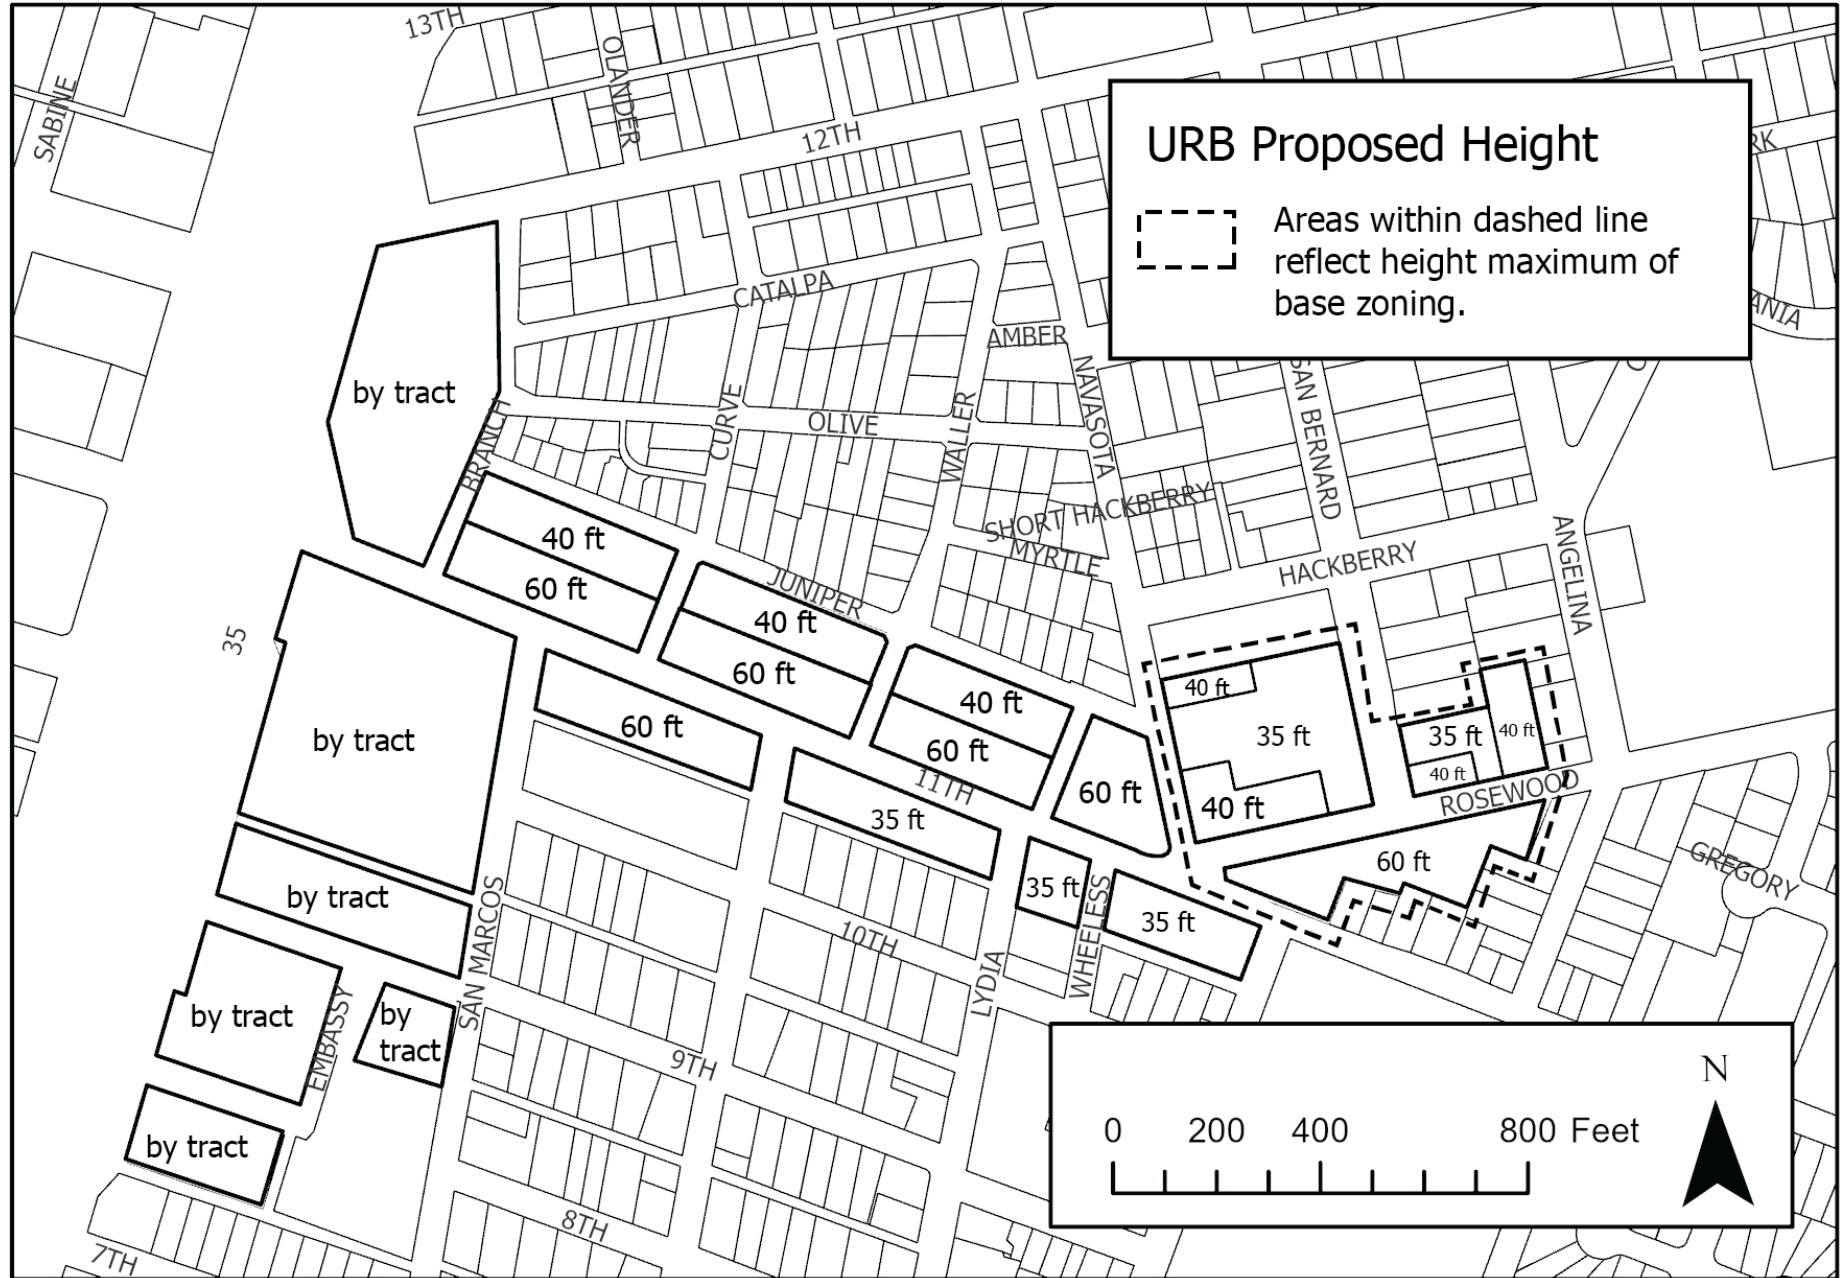 13TH
OLANDER
SABINE
12TH
URB Proposed Height
Areas within dashed line
reflect height maximum of
base zoning.
RK
ANIA
CATALPA
AMBER
by tract
BRANCH
CURVE
OLIVE
WALLER
NAVASOTA
SAN BERNARD
SHORT HACKBERRY
MYRTLE
HACKBERRY
ANGELINA
40 ft
60 ft
JUNIPER
40 ft
60 ft
35
by tract
60 ft
40 ft
60 ft
11TH
60 ft
40 ft
35 ft
40 ft
35 ft
40 ft
40 ft
ROSEWOOD
35 ft
60 ft
GREGORY
by tract
SAN MARCOS
35 ft
WHEELESS
35 ft
10TH
LYDIA
by tract
EMBASSY
by
tract
9TH
by tract
8TH
7TH
N
0 200 400 800 Feet